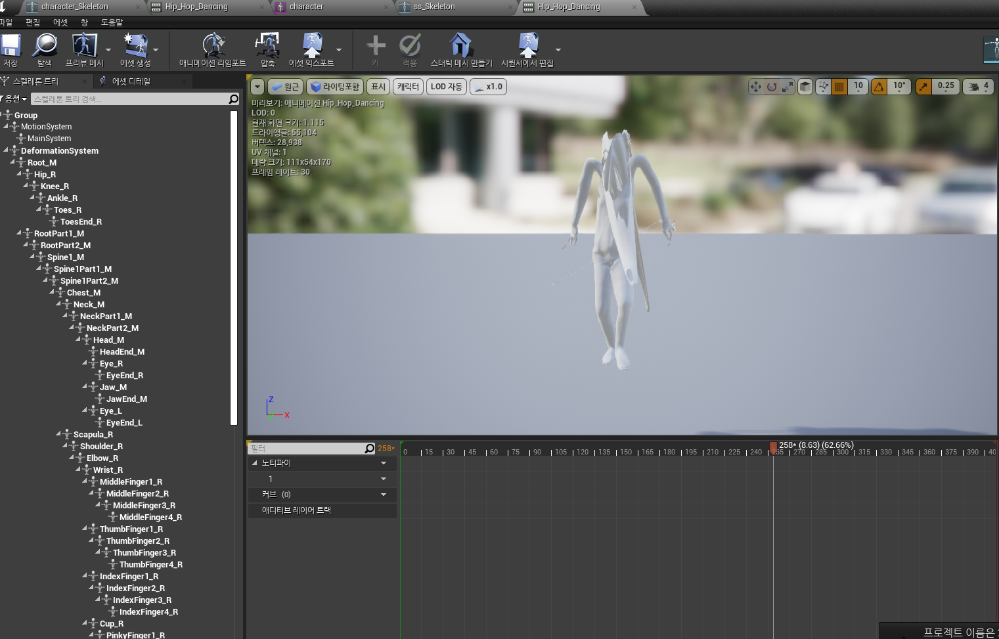 character_Skeleton
Hip_Hop_Dancing
character
ss_Skeleton
Hip_Hop_Dancing
파일 편집 에셋 창 도움말
저장
탐색
프리뷰 메시
에셋 생성
애니메이션 리임포트
압축
에셋 익스포트
키
적용
스태틱 메시 만들기
시퀀서에서 편집
스켈레톤 트리
에셋 디테일
옵션
스켈레톤 트리 검색...
Group
MotionSystem
MainSystem
DeformationSystem
Root_M
Hip_R
Knee_R
Ankle_R
Toes_R
ToesEnd_R
RootPart1_M
RootPart2_M
Spine1_M
Spine1Part1_M
Spine1Part2_M
Chest_M
Neck_M
NeckPart1_M
NeckPart2_M
Head_M
HeadEnd_M
Eye_R
EyeEnd_R
Jaw_M
JawEnd_M
Eye_L
EyeEnd_L
Scapula_R
Shoulder_R
Elbow_R
Wrist_R
MiddleFinger1_R
MiddleFinger2_R
MiddleFinger3_R
MiddleFinger4_R
ThumbFinger1_R
ThumbFinger2_R
ThumbFinger3_R
ThumbFinger4_R
IndexFinger1_R
IndexFinger2_R
IndexFinger3_R
IndexFinger4_R
Cup_R
PinkyFinger1_R
원근
라이팅포함
표시
캐릭터
LOD 자동
x1.0
10
10°
0.25
4
미리보기: 애니메이션 Hip_Hop_Dancing
LOD: 0
현재 화면 크기: 1.115
트라이앵글: 55,104
버텍스: 28,938
UV 채널: 1
대략 크기: 111x54x170
프레임 레이트: 30
Z
X
필터
258*
노티파이
1
커브 (0)
애디티브 레이어 트랙
258* (8.63) (62.66%)
0 15 30 45 60 75 90 105 120 135 150 165 180 195 210 225 240 255 270 285 300 315 330 345 360 375 390 40
프로젝트 이름은